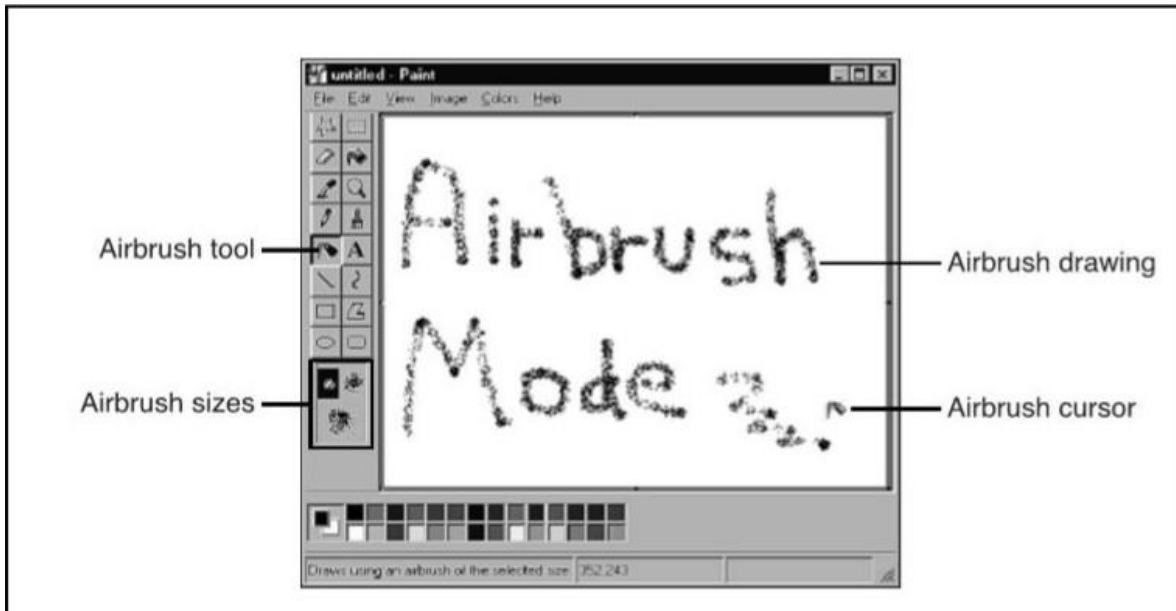 untitled - Paint
File Edit View Image Colors Help
Airbrush
Airbrush tool
Airbrush drawing
Mode
Airbrush sizes
Airbrush cursor
Draws using an airbrush of the selected size 352,243